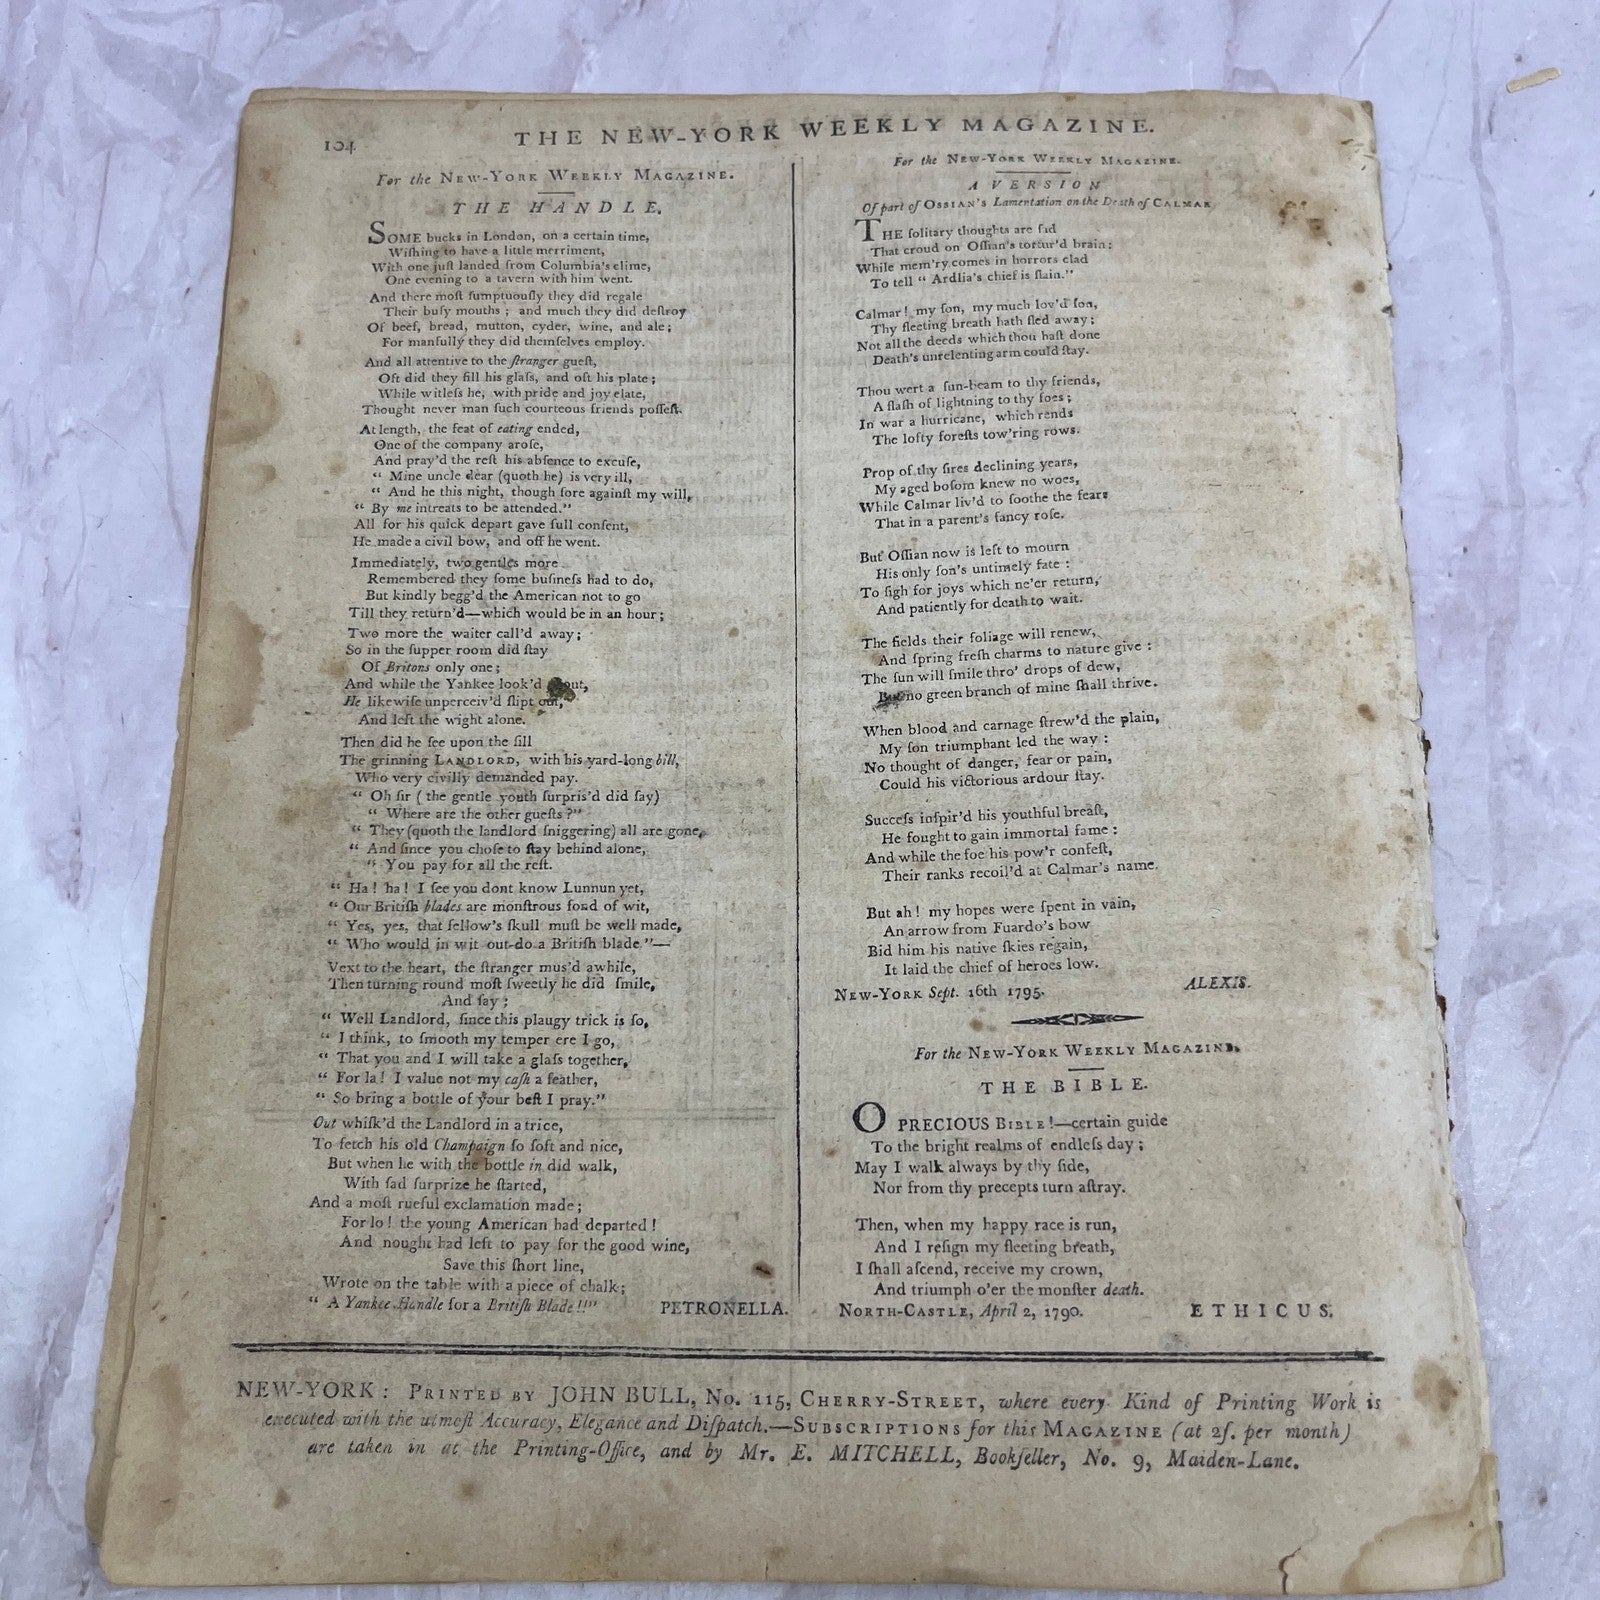 104
THE NEW-YORK WEEKLY MAGAZINE.
For the NEW-YORK WEEKLY MAGAZINE.
THE HANDLE.
SOME bucks in London, on a certain time,
Wiſhing to have a little merriment,
With one juſt landed from Columbia's clime,
One evening to a tavern with him went.
And there moſt ſumptuouſly they did regale
Their buſy mouths ; and much they did deſtroy
Of beef, bread, mutton, cyder, wine, and ale ;
For manfully they did themſelves employ.
And all attentive to the ſtranger gueſt,
Oft did they fill his glaſs, and oft his plate ;
While witleſs he, with pride and joy elate,
Thought never man ſuch courteous friends poſſeſt.
At length, the feat of eating ended,
One of the company aroſe,
And pray'd the reſt his abſence to excuſe,
" Mine uncle dear (quoth he) is very ill,
" And he this night, though ſore againſt my will,
" By me intreats to be attended."
All for his quick depart gave full conſent,
He made a civil bow, and off he went.
Immediately, two gentles more
Remembered they ſome buſineſs had to do,
But kindly begg'd the American not to go
Till they return'd—which would be in an hour ;
Two more the waiter call'd away ;
So in the ſupper room did ſtay
Of Britons only one ;
And while the Yankee look'd about,
He likewiſe unperceiv'd ſlipt out,
And left the wight alone.
Then did he ſee upon the ſill
The grinning LANDLORD, with his yard-long bill,
Who very civilly demanded pay.
" Oh ſir ( the gentle youth ſurpris'd did ſay)
" Where are the other gueſts ?"
" They (quoth the landlord ſniggering) all are gone,
" And ſince you choſe to ſtay behind alone,
" You pay for all the reſt.
" Ha ! ha ! I ſee you dont know Lunnun yet,
" Our Britiſh blades are monſtrous fond of wit,
" Yes, yes, that fellow's ſkull muſt be well made,
" Who would in wit out-do a Britiſh blade."—
Vext to the heart, the ſtranger mus'd awhile,
Then turning round moſt ſweetly he did ſmile,
And ſay ;
" Well Landlord, ſince this plaugy trick is ſo,
" I think, to ſmooth my temper ere I go,
" That you and I will take a glaſs together,
" For la ! I value not my caſh a feather,
" So bring a bottle of your beſt I pray."
Out whiſk'd the Landlord in a trice,
To fetch his old Champaign ſo ſoft and nice,
But when he with the bottle in did walk,
With ſad ſurprize he ſtarted,
And a moſt rueful exclamation made ;
For lo ! the young American had departed !
And nought had left to pay for the good wine,
Save this ſhort line,
Wrote on the table with a piece of chalk ;
" A Yankee Handle for a Britiſh Blade !!" PETRONELLA.
For the NEW-YORK WEEKLY MAGAZINE.
A VERSION
Of part of OSSIAN'S Lamentation on the Death of CALMAR.
THE ſolitary thoughts are ſad
That croud on Oſſian's tortur'd brain :
While mem'ry comes in horrors clad
To tell " Ardlia's chief is ſlain."
Calmar ! my ſon, my much lov'd ſon,
Thy fleeting breath hath fled away ;
Not all the deeds which thou haſt done
Death's unrelenting arm could ſtay.
Thou wert a ſun-beam to thy friends,
A flaſh of lightning to thy foes ;
In war a hurricane, which rends
The lofty foreſts tow'ring rows.
Prop of thy ſires declining years,
My aged boſom knew no woes,
While Calmar liv'd to ſoothe the fears
That in a parent's fancy roſe.
But Oſſian now is left to mourn
His only ſon's untimely fate :
To ſigh for joys which ne'er return,
And patiently for death to wait.
The fields their foliage will renew,
And ſpring freſh charms to nature give :
The ſun will ſmile thro' drops of dew,
But no green branch of mine ſhall thrive.
When blood and carnage ſtrew'd the plain,
My ſon triumphant led the way :
No thought of danger, fear or pain,
Could his victorious ardour ſtay.
Succeſs inſpir'd his youthful breaſt,
He fought to gain immortal fame :
And while the foe his pow'r confeſt,
Their ranks recoil'd at Calmar's name.
But ah ! my hopes were ſpent in vain,
An arrow from Fuardo's bow
Bid him his native ſkies regain,
It laid the chief of heroes low.
ALEXIS.
NEW-YORK Sept. 16th 1795.
For the NEW-YORK WEEKLY MAGAZINE.
THE BIBLE.
O PRECIOUS BIBLE !—certain guide
To the bright realms of endleſs day ;
May I walk always by thy ſide,
Nor from thy precepts turn aſtray.
Then, when my happy race is run,
And I reſign my fleeting breath,
I ſhall aſcend, receive my crown,
And triumph o'er the monſter death.
NORTH-CASTLE, April 2, 1790. ETHICUS.
NEW-YORK : PRINTED BY JOHN BULL, No. 115, CHERRY-STREET, where every Kind of Printing Work is
executed with the utmoſt Accuracy, Elegance and Diſpatch.—SUBSCRIPTIONS for this MAGAZINE (at 2ſ. per month)
are taken in at the Printing-Office, and by Mr. E. MITCHELL, Bookſeller, No. 9, Maiden-Lane.